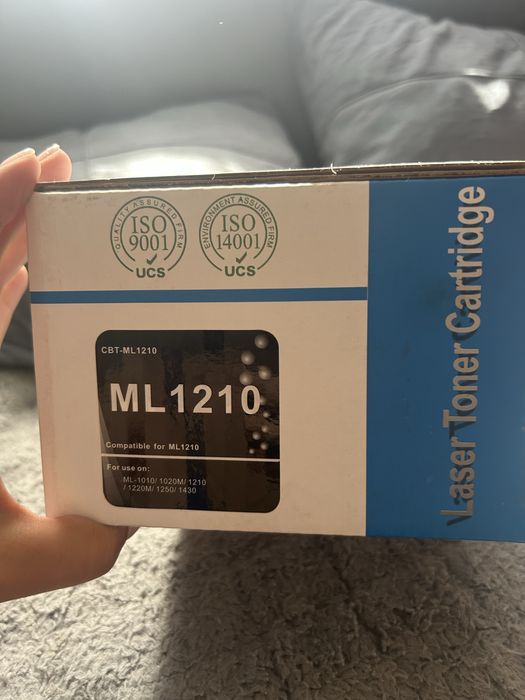 QUALITY ASSURED FIRM
ISO
9001
UCS
ENVIRONMENT ASSURED FIRM
ISO
14001
UCS
CBT-ML1210
ML1210
Compatible for ML1210
For use on:
ML-1010/ 1020M/ 1210
/ 1220M/ 1250/ 1430
Laser Toner Cartridge